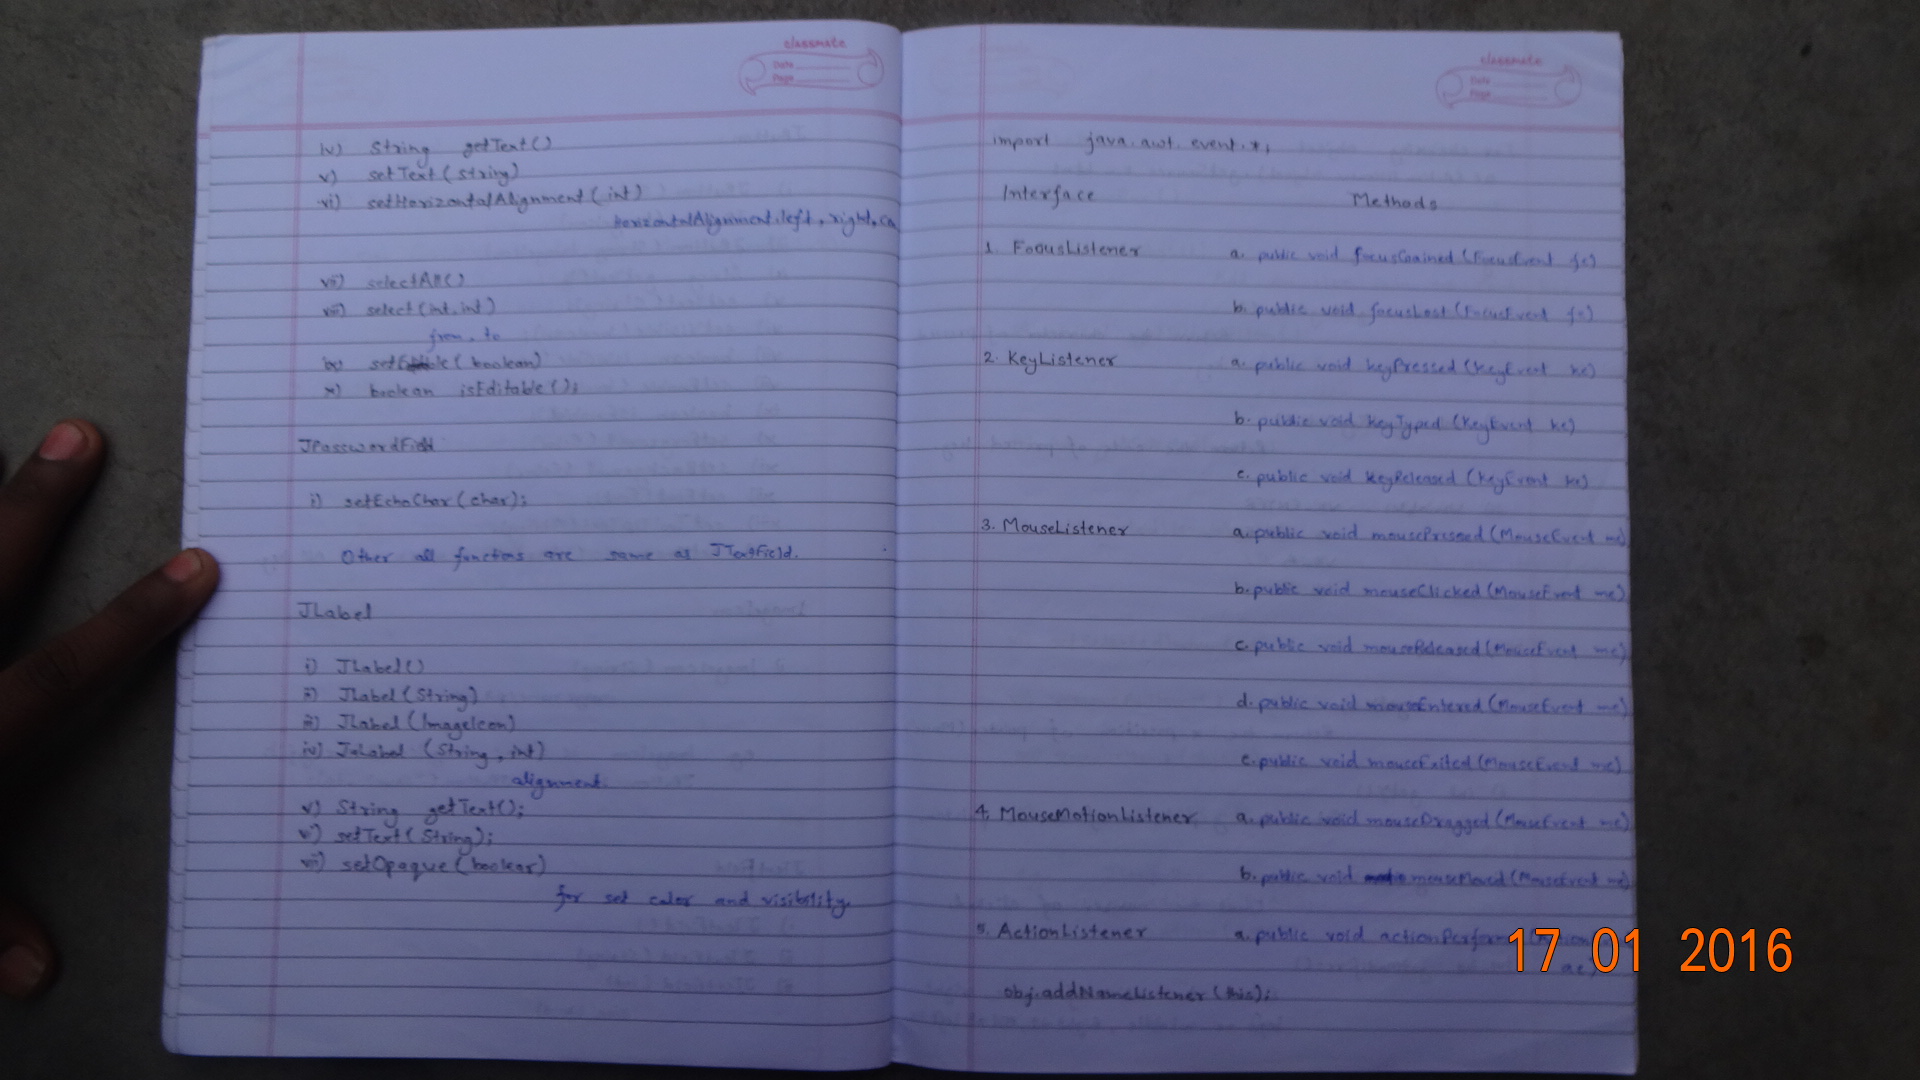 classmate
Date
Page
iv) String getText()
v) setText(string)
vi) setHorizontalAlignment(int)
HorizontalAlignment.left, right, ce
vii) selectAll()
viii) select(int,int)
from, to
ix) set (boolean)
x) boolean isEditable();
JPasswordField
i) setEchoChar(char);
Other all functions are same as JTextField.
JLabel
i) JLabel()
ii) JLabel(String)
iii) JLabel(ImageIcon)
iv) JLabel (String, int)
alignment.
v) String getText();
vi) setText(String);
vii) setOpaque(boolean)
for set color and visibility.
classmate
Date
Page
import java.awt.event.*;
Interface Methods
1. FocusListener a. public void focusGained(FocusEvent fe)
b. public void focusLost(FocusEvent fe)
2. KeyListener a. public void keyPressed(KeyEvent ke)
b. public void keyTyped (KeyEvent ke)
c. public void keyReleased (KeyEvent ke)
3. MouseListener a. public void mousePressed(MouseEvent me)
b. public void mouseClicked(MouseEvent me)
c. public void mouseReleased(MouseEvent me)
d. public void mouseEntered(MouseEvent me)
e. public void mouseExited(MouseEvent me)
4. MouseMotionListener a. public void mouseDragged(MouseEvent me)
b. public void mouseMoved(MouseEvent me)
5. ActionListener a. public void
ae)
obj.addNameListener(this);
17 01 2016